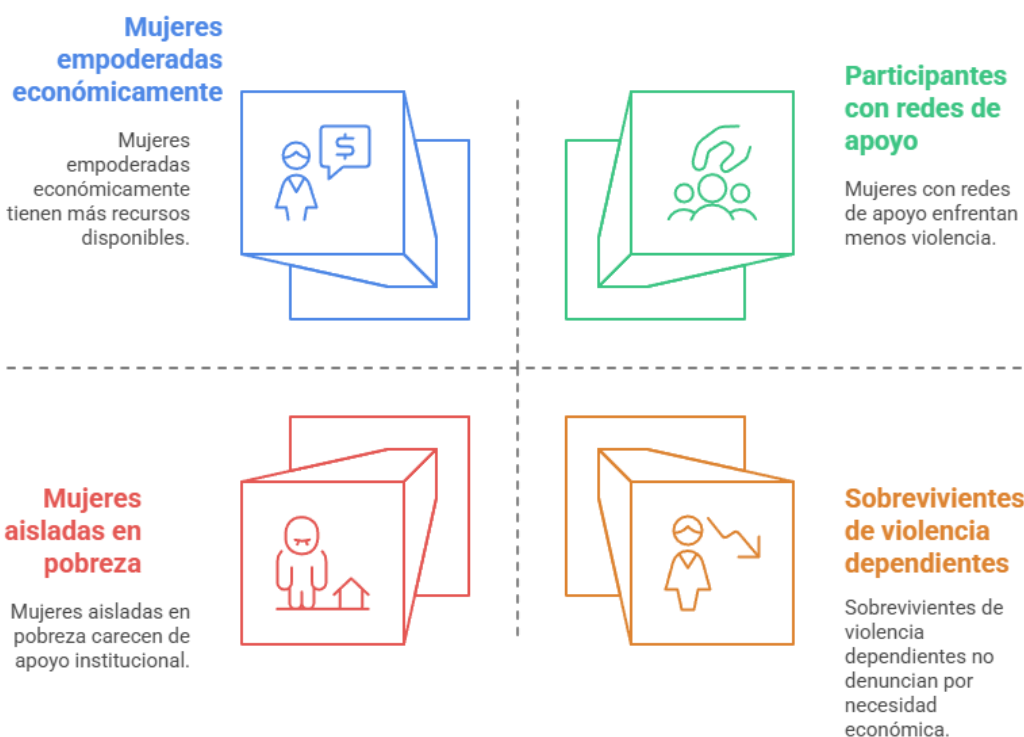 Mujeres
empoderadas
económicamente
Mujeres
empoderadas
económicamente
tienen más recursos
disponibles.
$
Participantes
con redes de
apoyo
Mujeres con redes
de apoyo enfrentan
menos violencia.
Mujeres
aisladas en
pobreza
Mujeres aisladas en
pobreza carecen de
apoyo institucional.
Sobrevivientes
de violencia
dependientes
Sobrevivientes de
violencia
dependientes no
denuncian por
necesidad
económica.